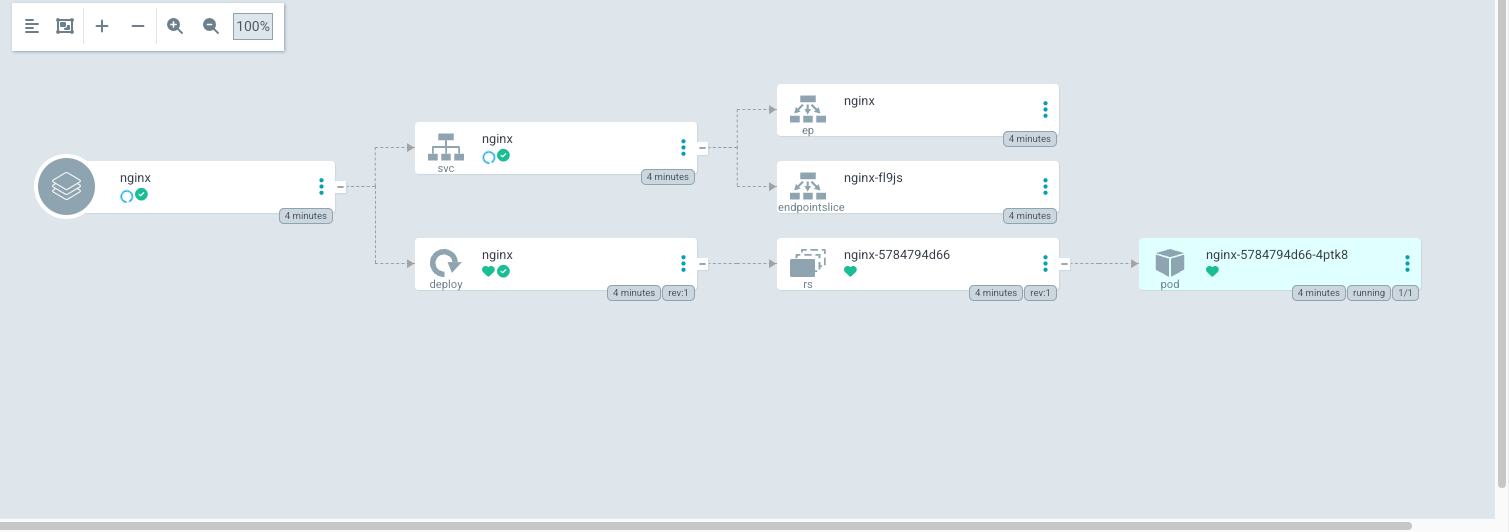 100%
nginx
4 minutes
nginx
svc
4 minutes
nginx
deploy
4 minutes rev:1
nginx
ep
4 minutes
nginx-fl9js
endpointslice
4 minutes
nginx-5784794d66
rs
4 minutes rev:1
nginx-5784794d66-4ptk8
pod
4 minutes running 1/1